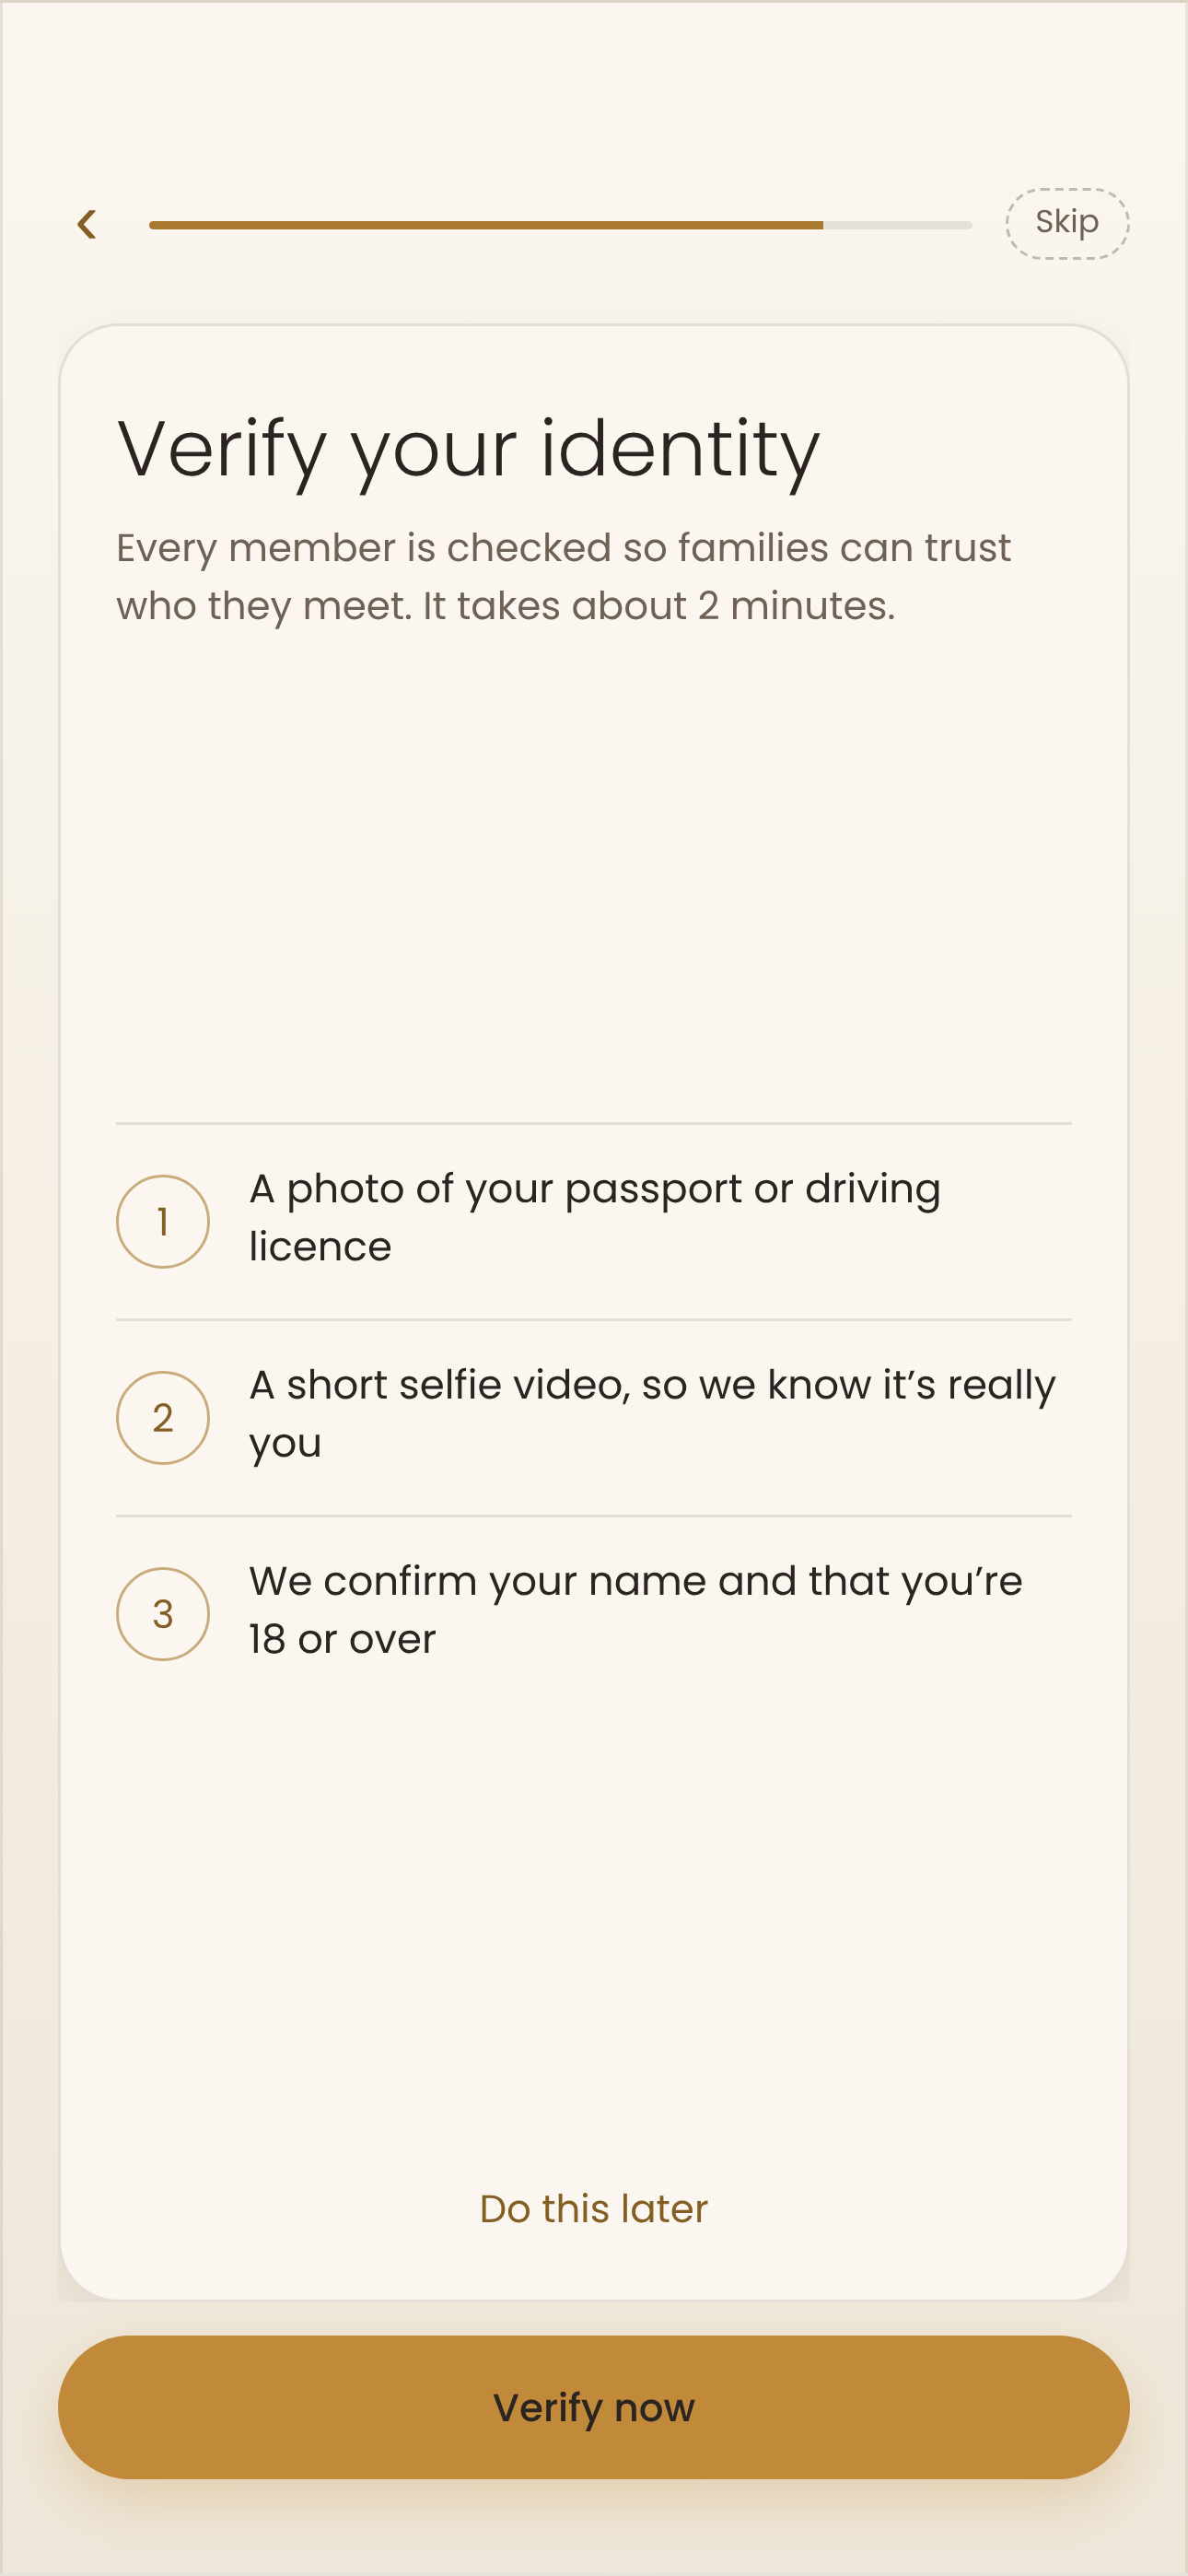 Skip
Verify your identity
Every member is checked so families can trust
who they meet. It takes about 2 minutes.
1
A photo of your passport or driving
licence
2
A short selfie video, so we know it’s really
you
3
We confirm your name and that you’re
18 or over
Do this later
Verify now